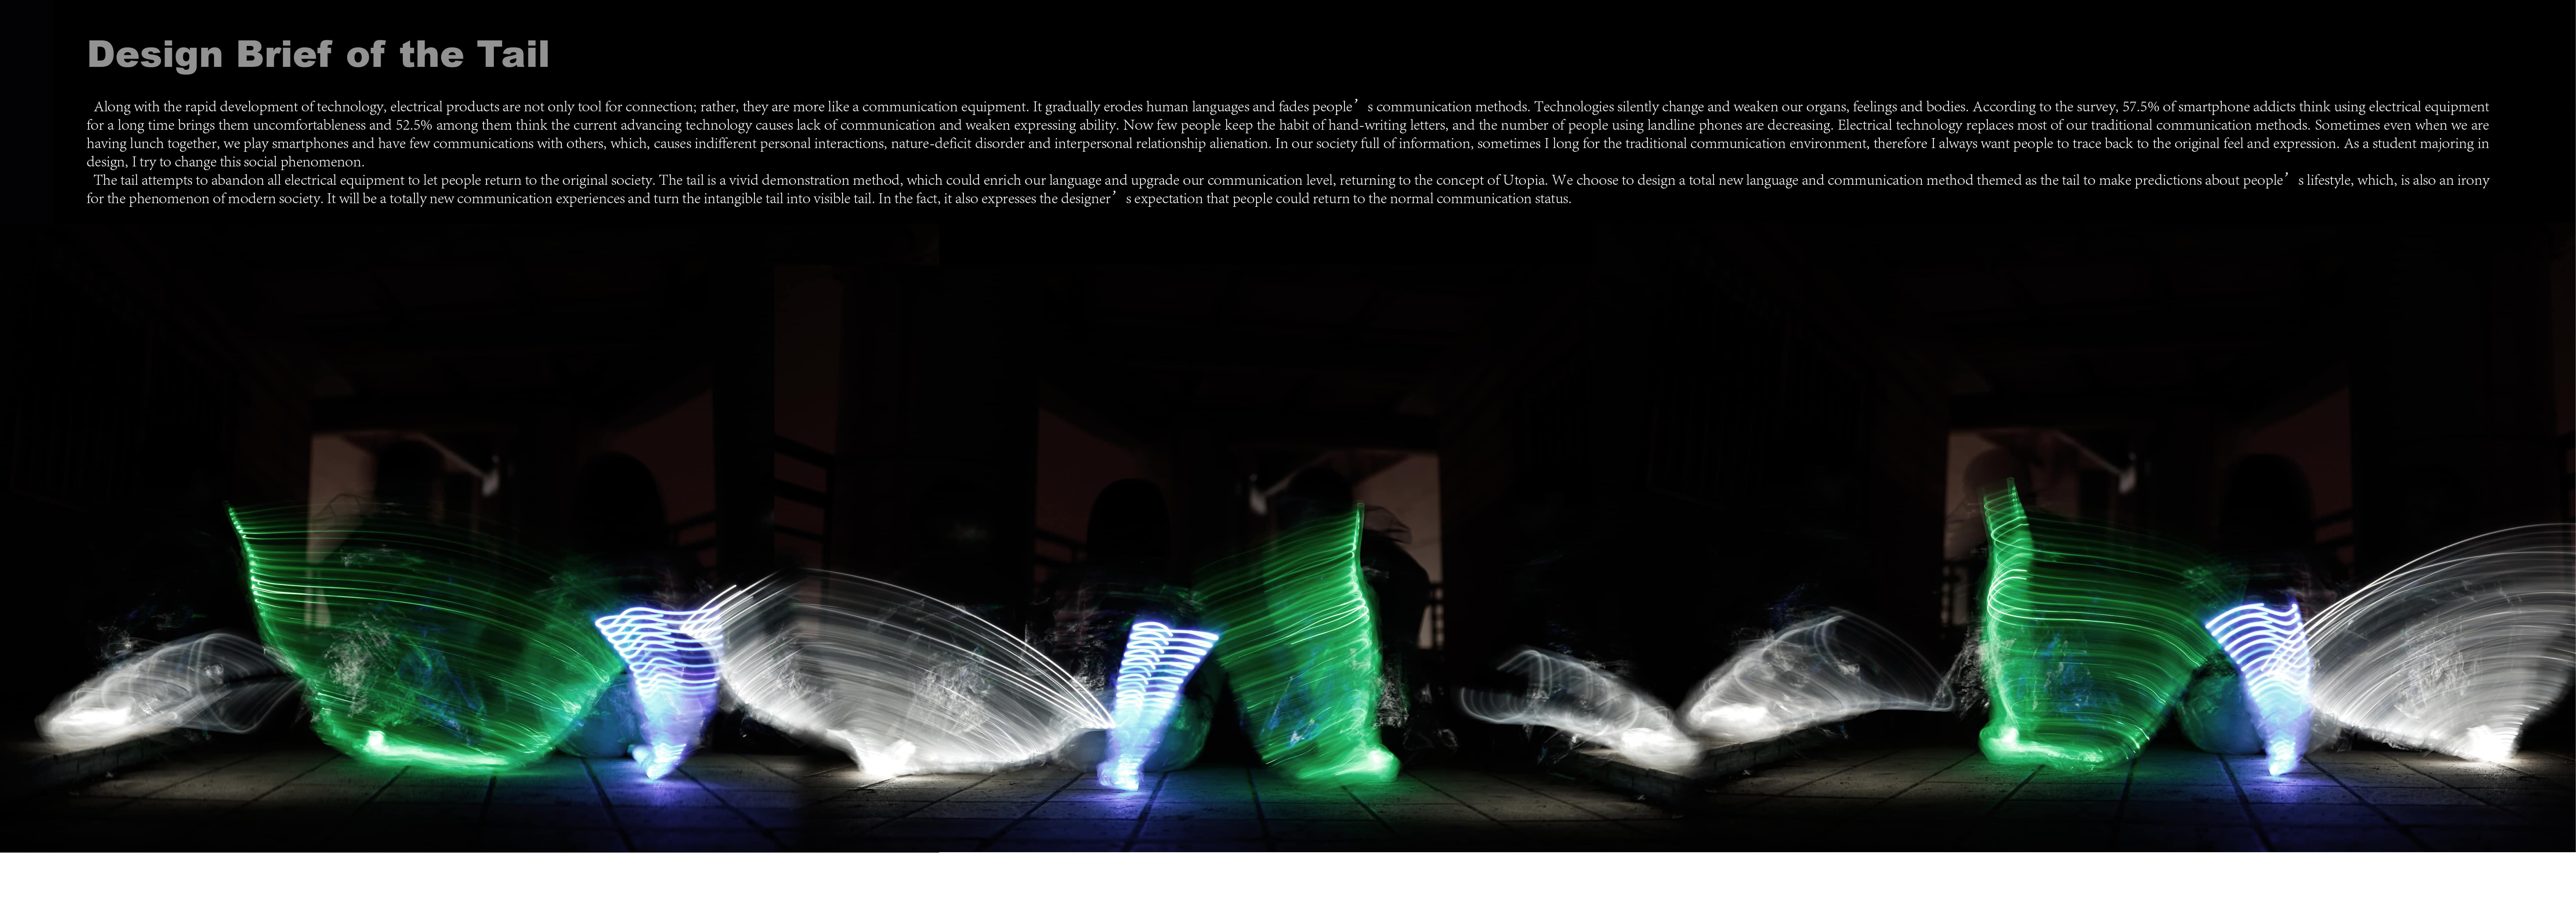 Design Brief of the Tail
Along with the rapid development of technology, electrical products are not only tool for connection; rather, they are more like a communication equipment. It gradually erodes human languages and fades people’s communication methods. Technologies silently change and weaken our organs, feelings and bodies. According to the survey, 57.5% of smartphone addicts think using electrical equipment
for a long time brings them uncomfortableness and 52.5% among them think the current advancing technology causes lack of communication and weaken expressing ability. Now few people keep the habit of hand-writing letters, and the number of people using landline phones are decreasing. Electrical technology replaces most of our traditional communication methods. Sometimes even when we are
having lunch together, we play smartphones and have few communications with others, which, causes indifferent personal interactions, nature-deficit disorder and interpersonal relationship alienation. In our society full of information, sometimes I long for the traditional communication environment, therefore I always want people to trace back to the original feel and expression. As a student majoring in
design, I try to change this social phenomenon.
The tail attempts to abandon all electrical equipment to let people return to the original society. The tail is a vivid demonstration method, which could enrich our language and upgrade our communication level, returning to the concept of Utopia. We choose to design a total new language and communication method themed as the tail to make predictions about people’s lifestyle, which, is also an irony
for the phenomenon of modern society. It will be a totally new communication experiences and turn the intangible tail into visible tail. In the fact, it also expresses the designer’s expectation that people could return to the normal communication status.